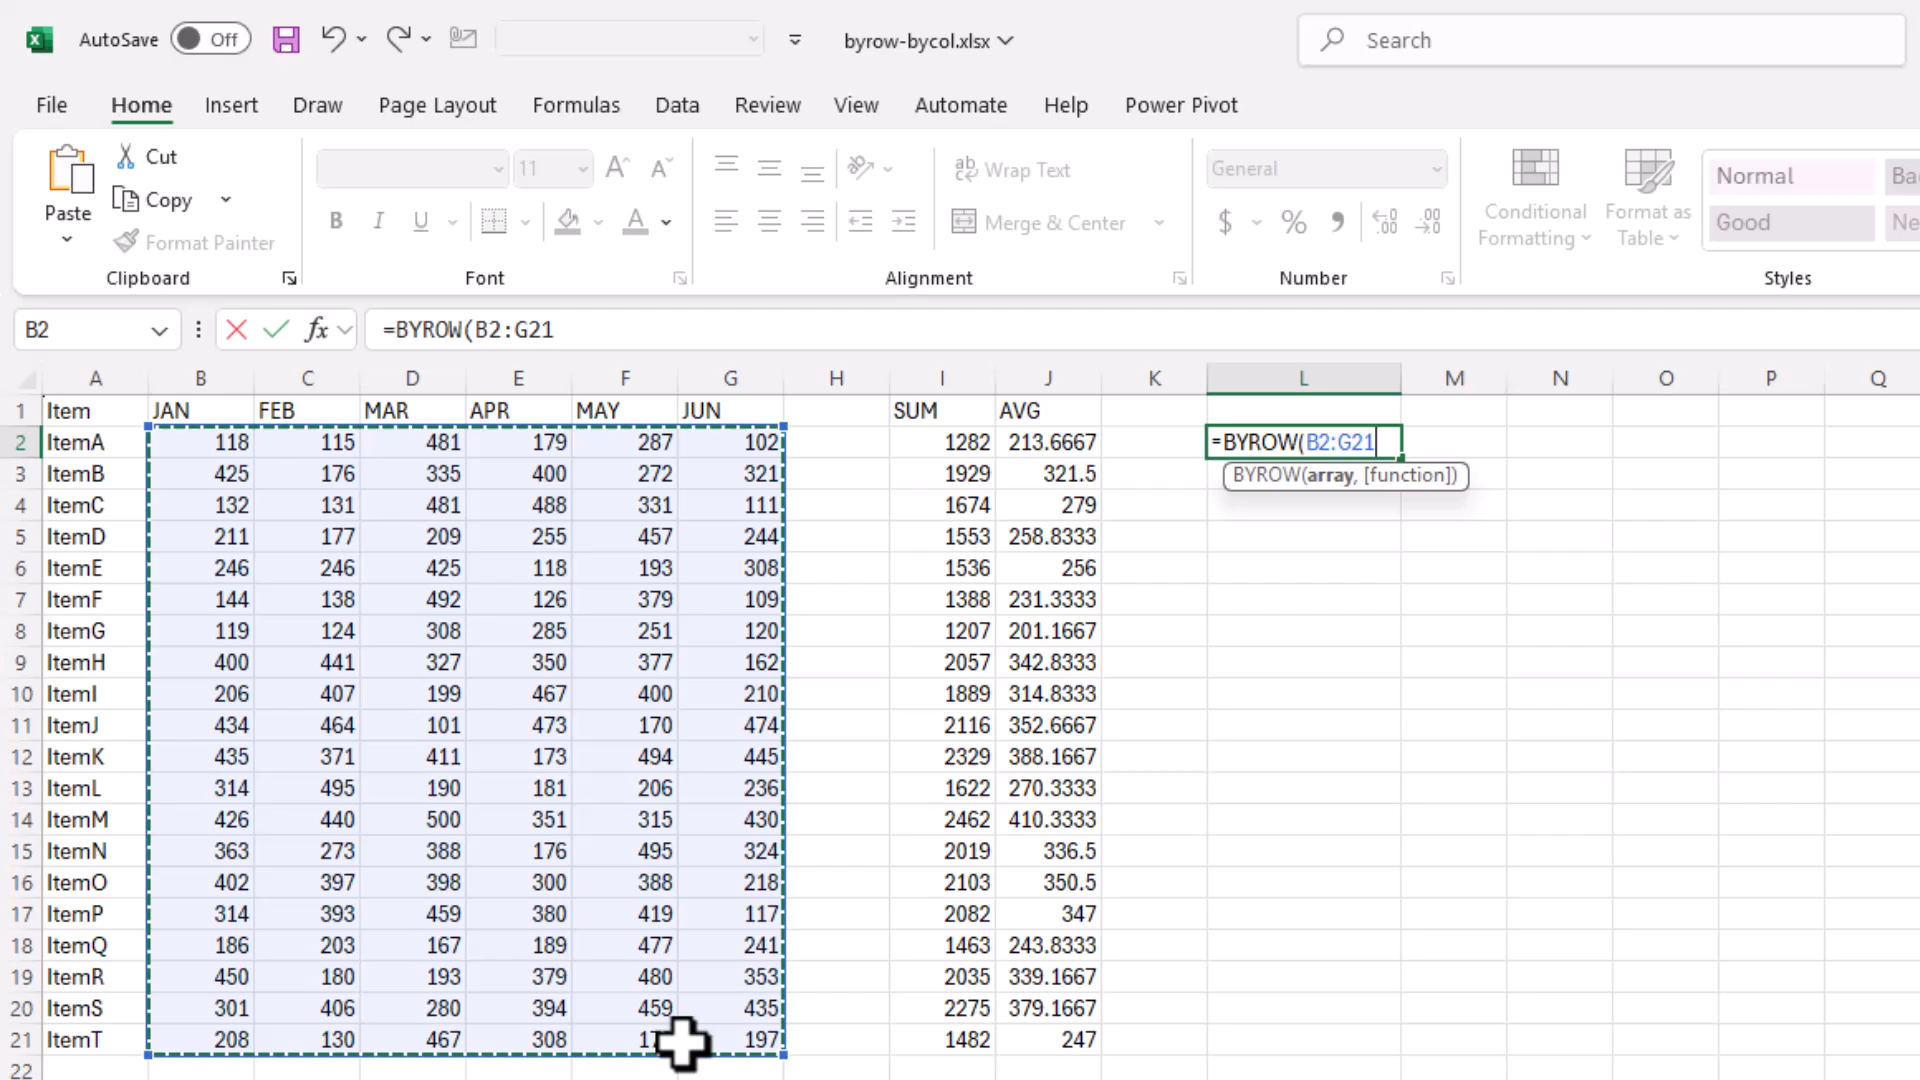 AutoSave Off byrow-bycol.xlsx Search
File Home Insert Draw Page Layout Formulas Data Review View Automate Help Power Pivot
Paste Cut Copy Format Painter
11
Wrap Text
Merge & Center
General
$ % 9
Conditional Formatting
Format as Table
Normal
Good
Clipboard Font Alignment Number Styles
B2 fx =BYROW(B2:G21
A B C D E F G H I J K L M N O P Q
1 Item JAN FEB MAR APR MAY JUN SUM AVG
2 ItemA 118 115 481 179 287 102 1282 213.6667 =BYROW(B2:G21
BYROW(array, [function])
3 ItemB 425 176 335 400 272 321 1929 321.5
4 ItemC 132 131 481 488 331 111 1674 279
5 ItemD 211 177 209 255 457 244 1553 258.8333
6 ItemE 246 246 425 118 193 308 1536 256
7 ItemF 144 138 492 126 379 109 1388 231.3333
8 ItemG 119 124 308 285 251 120 1207 201.1667
9 ItemH 400 441 327 350 377 162 2057 342.8333
10 ItemI 206 407 199 467 400 210 1889 314.8333
11 ItemJ 434 464 101 473 170 474 2116 352.6667
12 ItemK 435 371 411 173 494 445 2329 388.1667
13 ItemL 314 495 190 181 206 236 1622 270.3333
14 ItemM 426 440 500 351 315 430 2462 410.3333
15 ItemN 363 273 388 176 495 324 2019 336.5
16 ItemO 402 397 398 300 388 218 2103 350.5
17 ItemP 314 393 459 380 419 117 2082 347
18 ItemQ 186 203 167 189 477 241 1463 243.8333
19 ItemR 450 180 193 379 480 353 2035 339.1667
20 ItemS 301 406 280 394 459 435 2275 379.1667
21 ItemT 208 130 467 308 197 1482 247
22